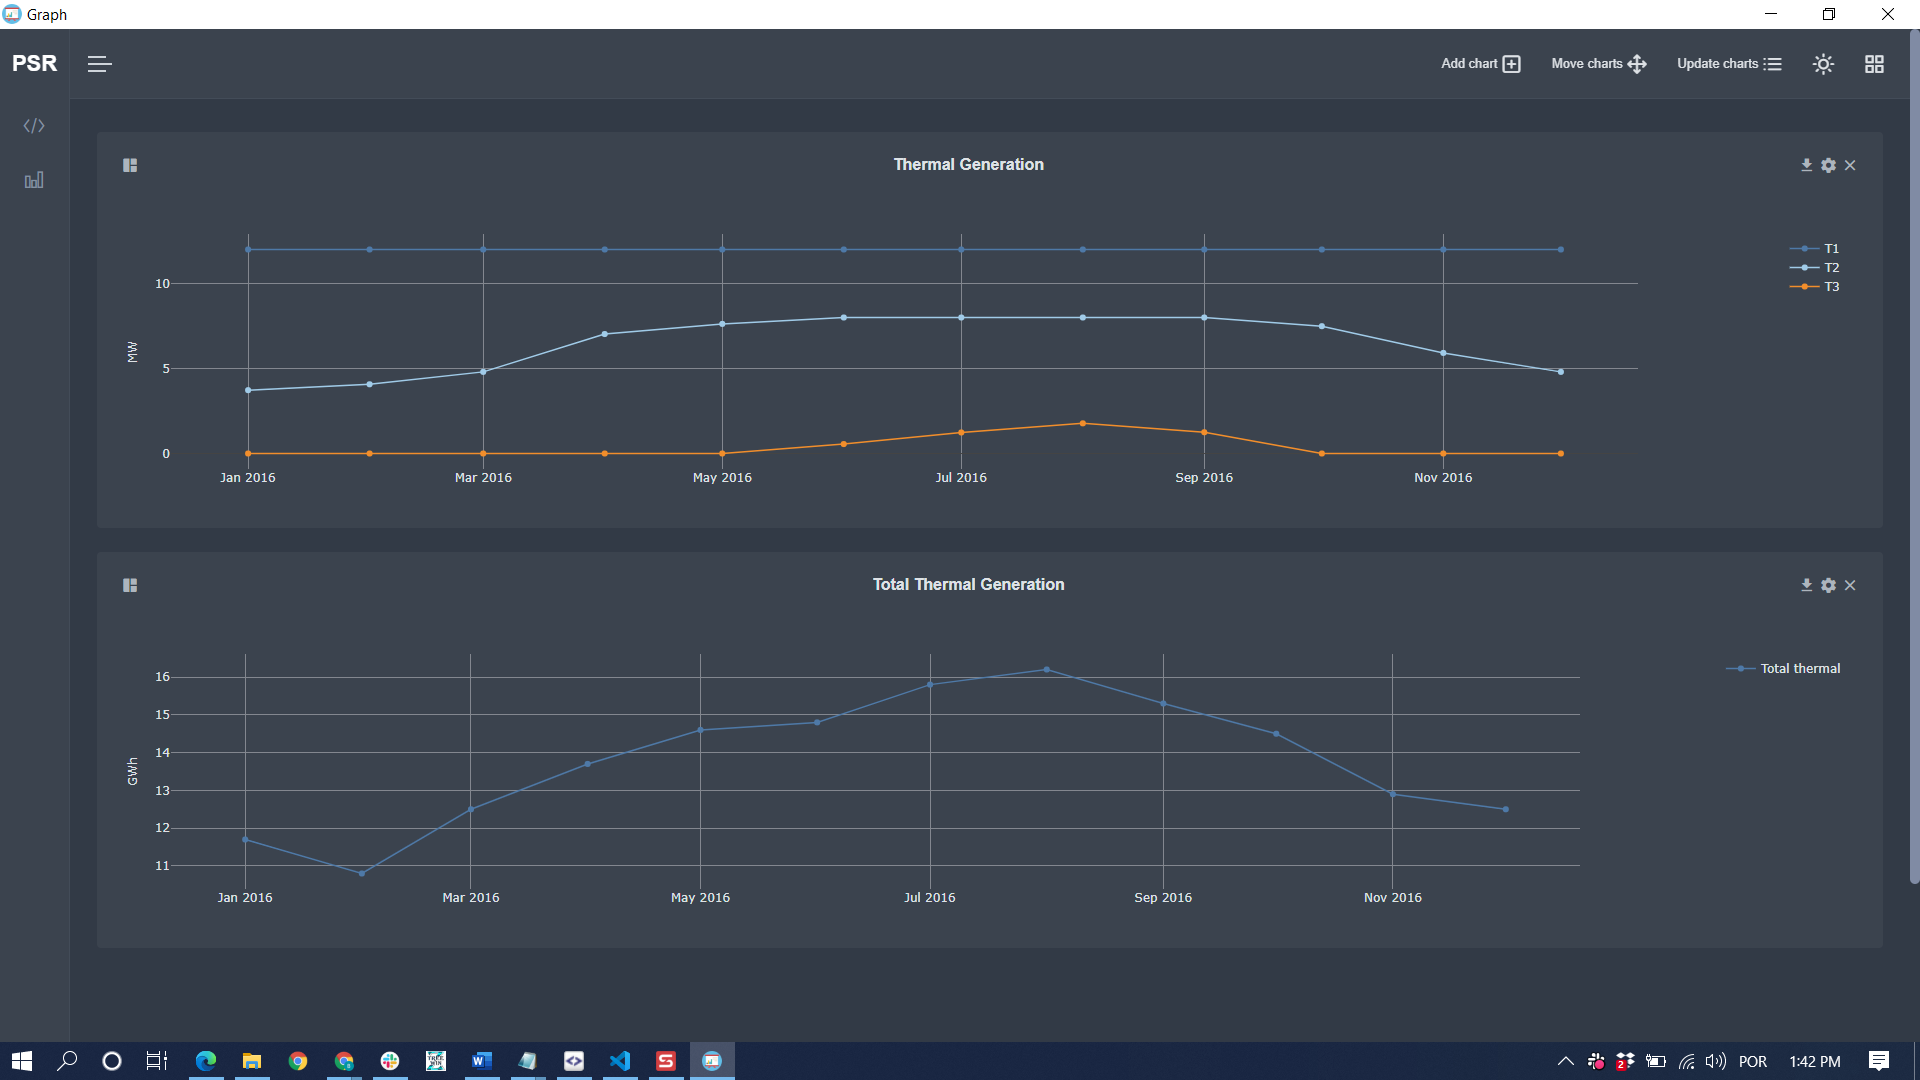 Graph
PSR
Add chart
Move charts
Update charts
Thermal Generation
MW
10
5
0
Jan 2016
Mar 2016
May 2016
Jul 2016
Sep 2016
Nov 2016
T1
T2
T3
Total Thermal Generation
GWh
16
15
14
13
12
11
Jan 2016
Mar 2016
May 2016
Jul 2016
Sep 2016
Nov 2016
Total thermal
W
S
2
POR
1:42 PM